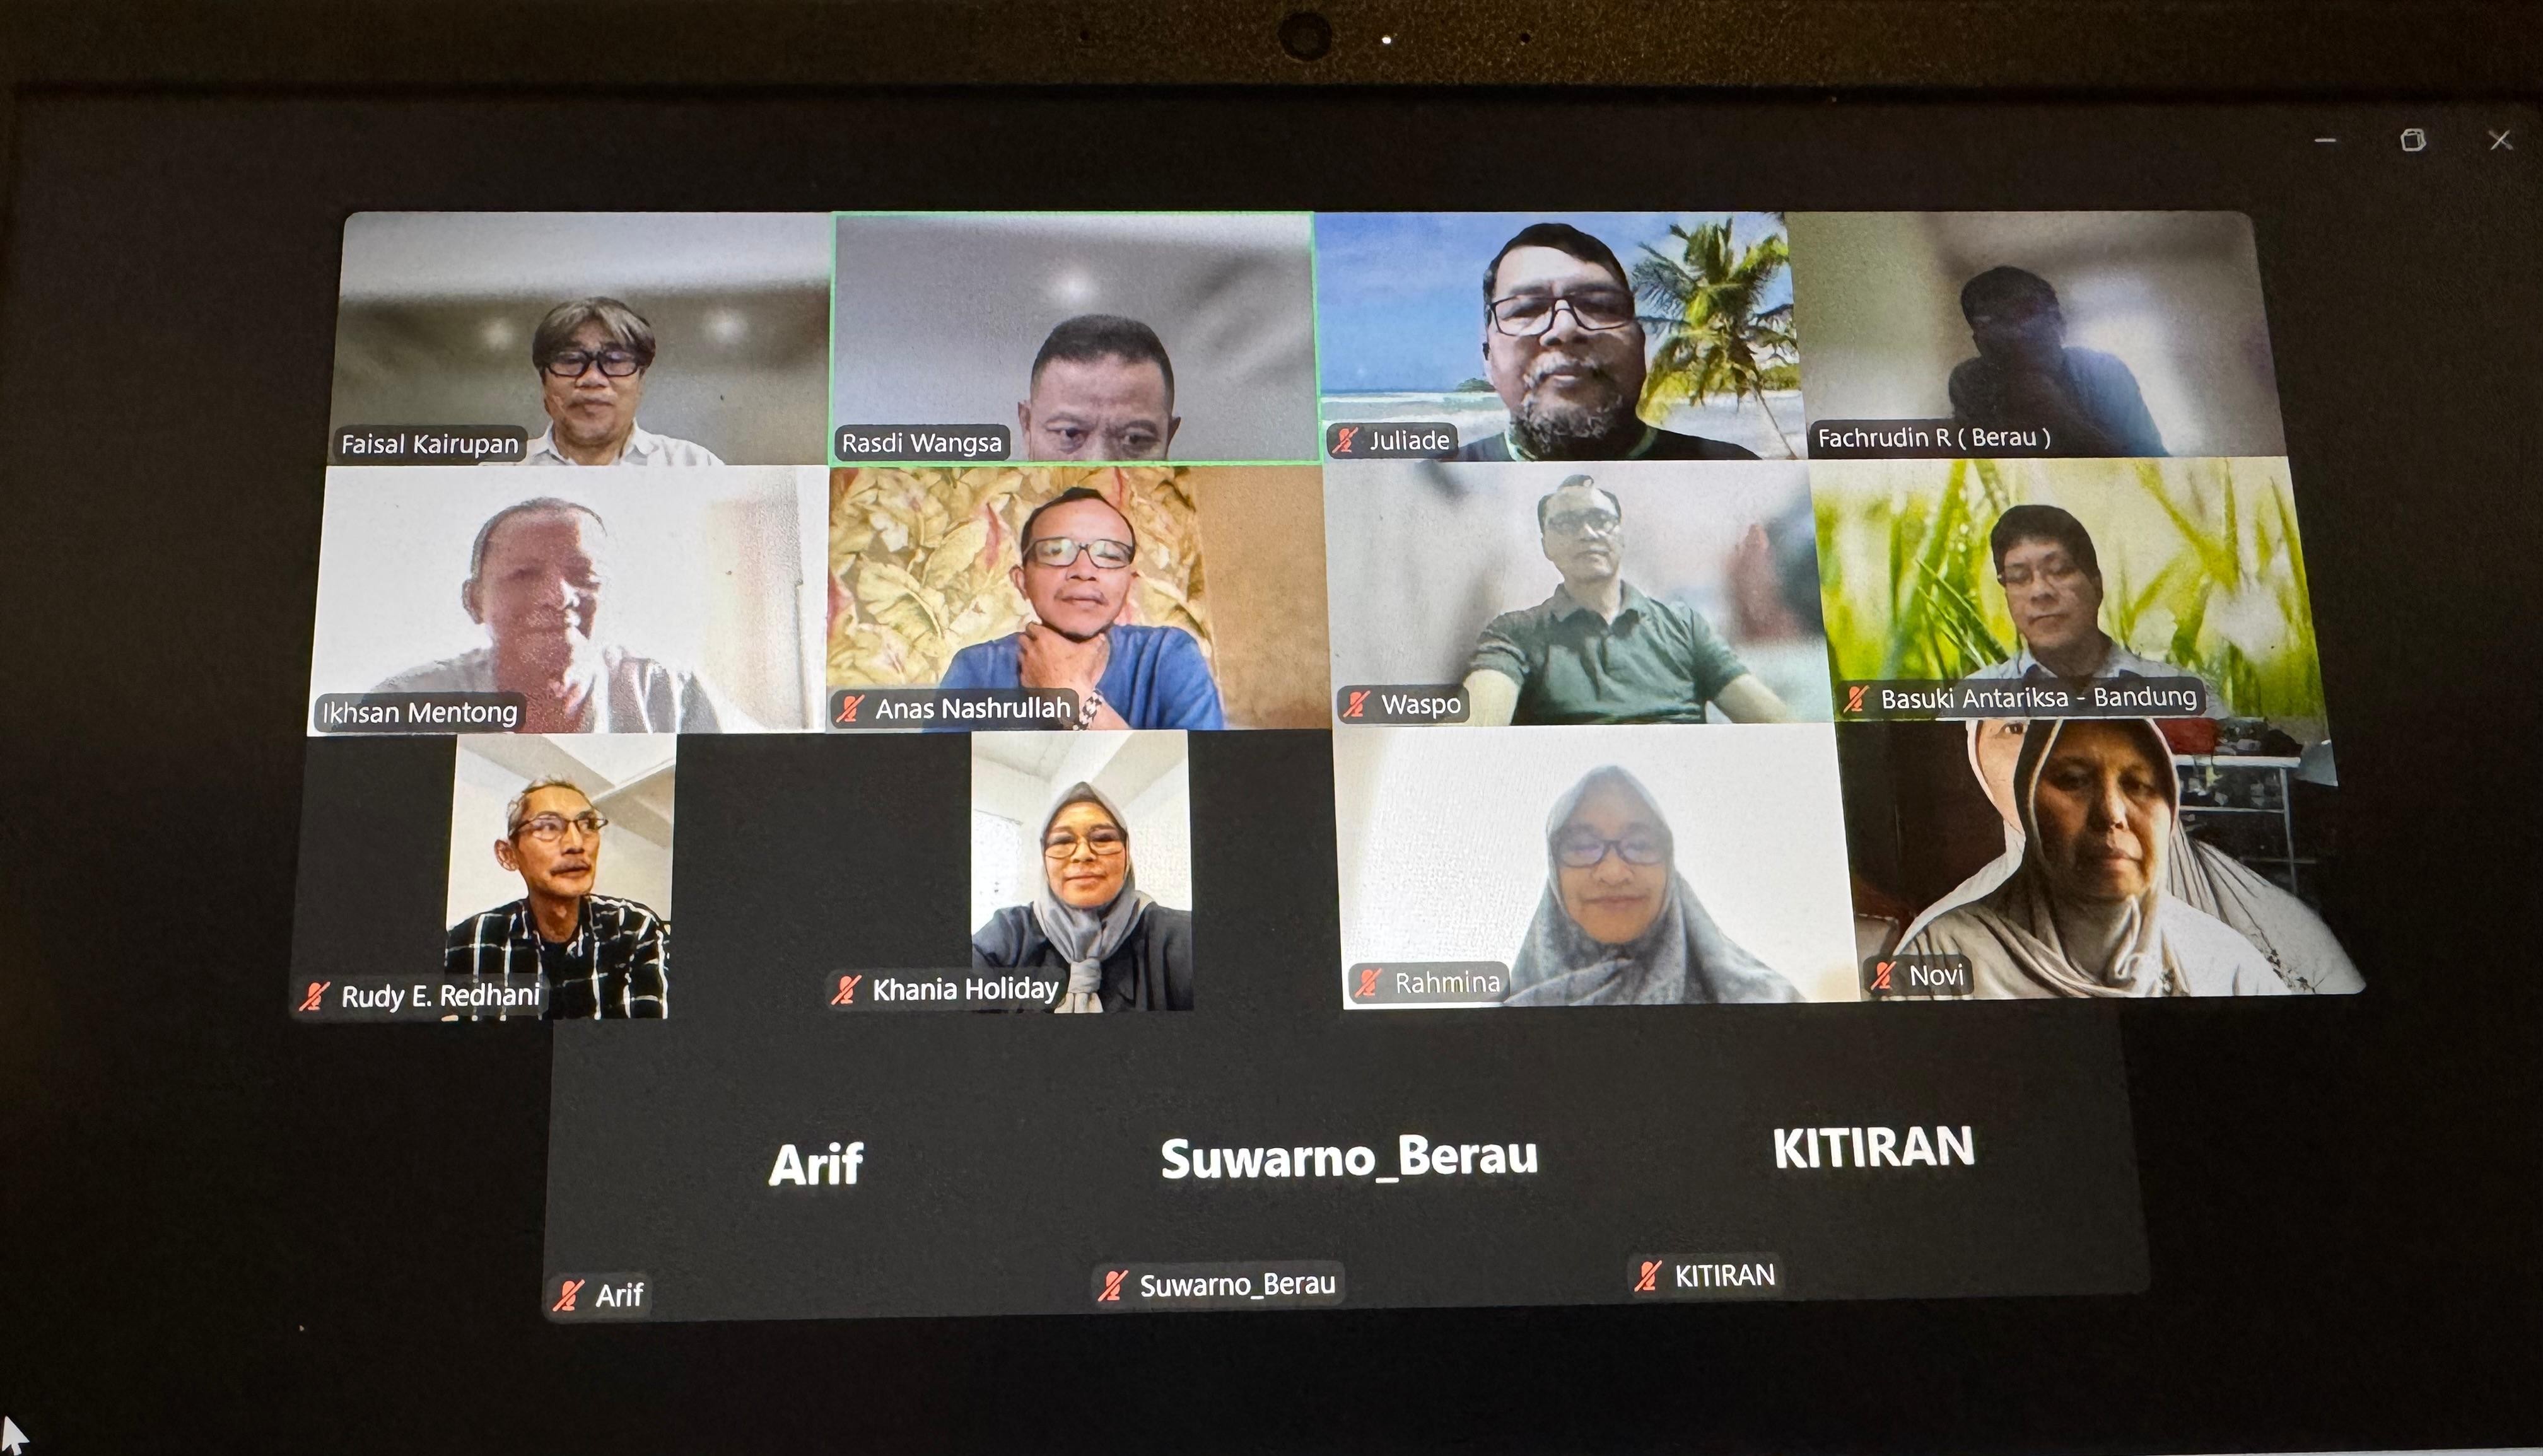 Faisal Kairupan
Rasdi Wangsa
Juliade
Fachrudin R ( Berau )
Ikhsan Mentong
Anas Nashrullah
Waspo
Basuki Antariksa - Bandung
Rudy E. Redhani
Khania Holiday
Rahmina
Novi
Arif
Suwarno_Berau
KITIRAN
Arif
Suwarno_Berau
KITIRAN